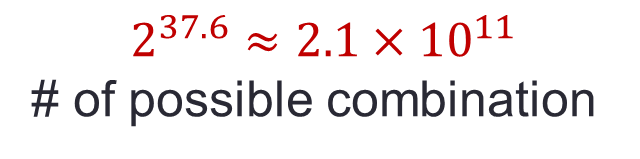 2^37.6 ≈ 2.1 × 10^11
# of possible combination